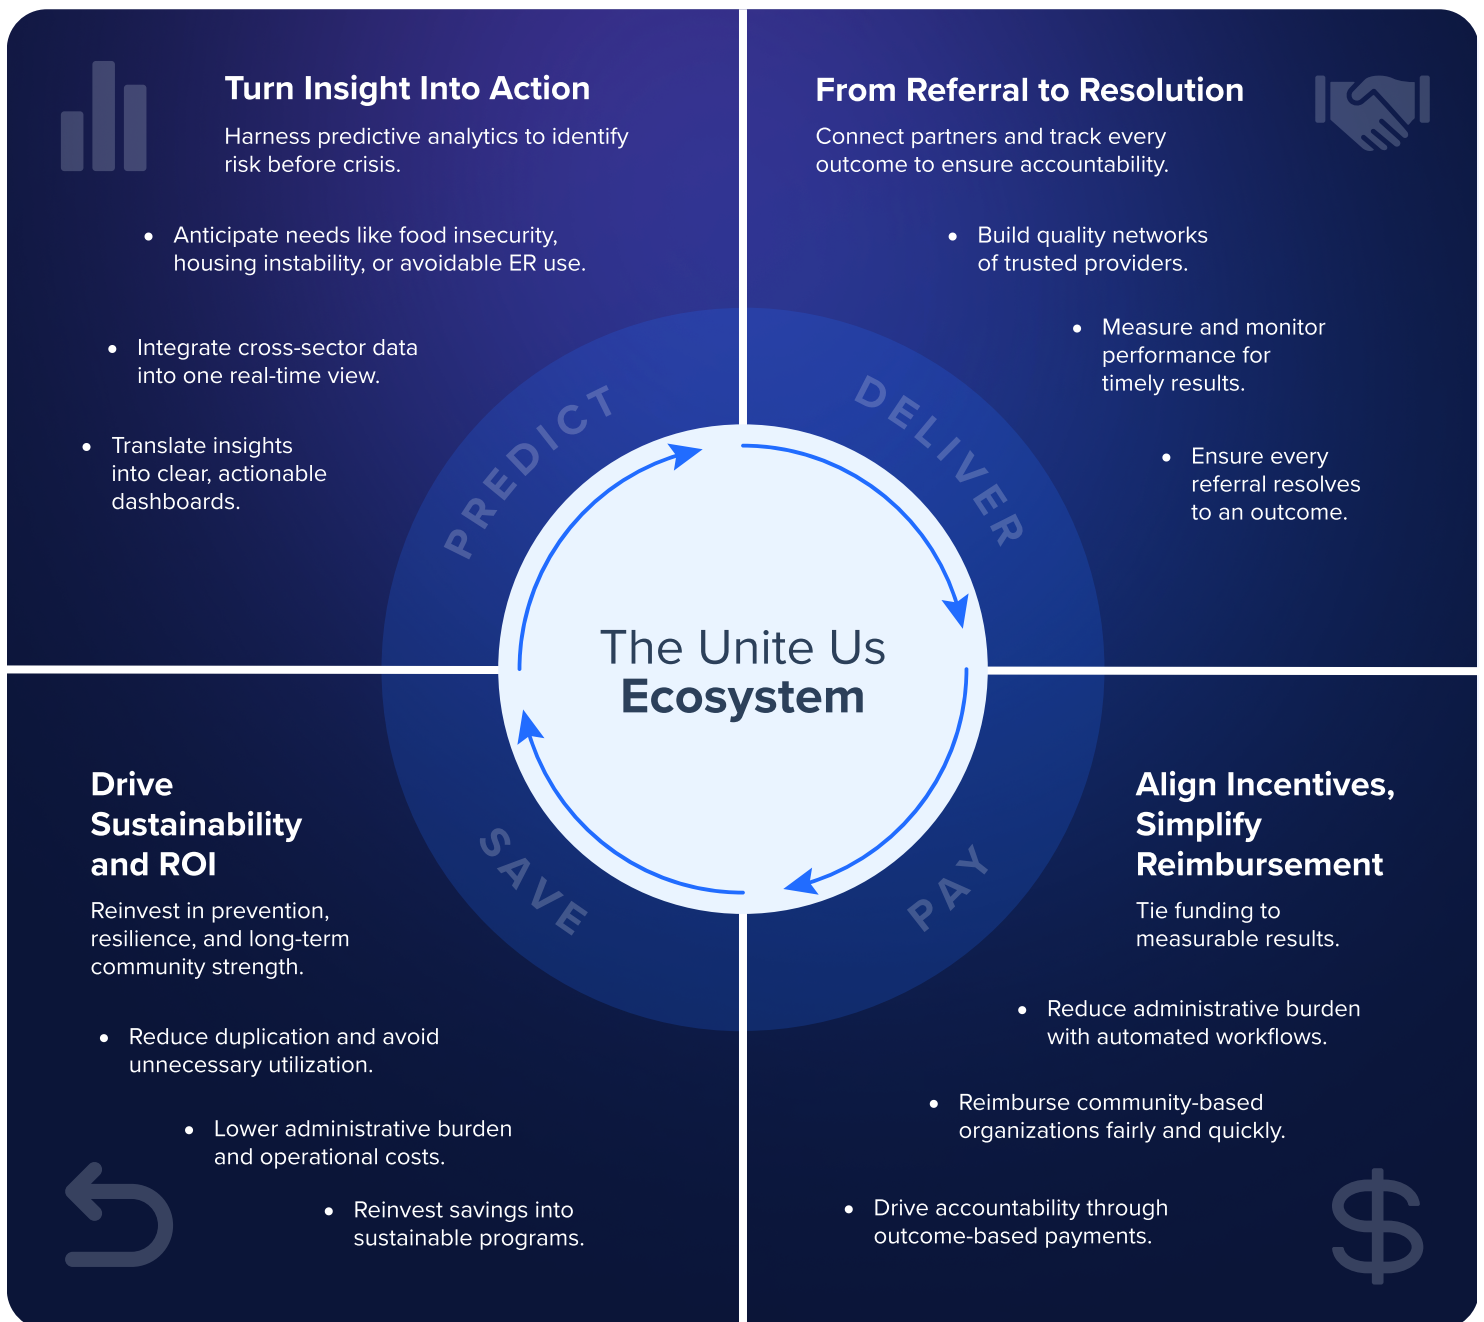 Turn Insight Into Action
Harness predictive analytics to identify
risk before crisis.
• Anticipate needs like food insecurity,
housing instability, or avoidable ER use.
• Integrate cross-sector data
into one real-time view.
• Translate insights
into clear, actionable
dashboards.
PREDICT
From Referral to Resolution
Connect partners and track every
outcome to ensure accountability.
• Build quality networks
of trusted providers.
• Measure and monitor
performance for
timely results.
• Ensure every
referral resolves
to an outcome.
DELIVER
The Unite Us
Ecosystem
Drive
Sustainability
and ROI
Reinvest in prevention,
resilience, and long-term
community strength.
• Reduce duplication and avoid
unnecessary utilization.
• Lower administrative burden
and operational costs.
• Reinvest savings into
sustainable programs.
SAVE
Align Incentives,
Simplify
Reimbursement
Tie funding to
measurable results.
• Reduce administrative burden
with automated workflows.
• Reimburse community-based
organizations fairly and quickly.
• Drive accountability through
outcome-based payments.
PAY
$